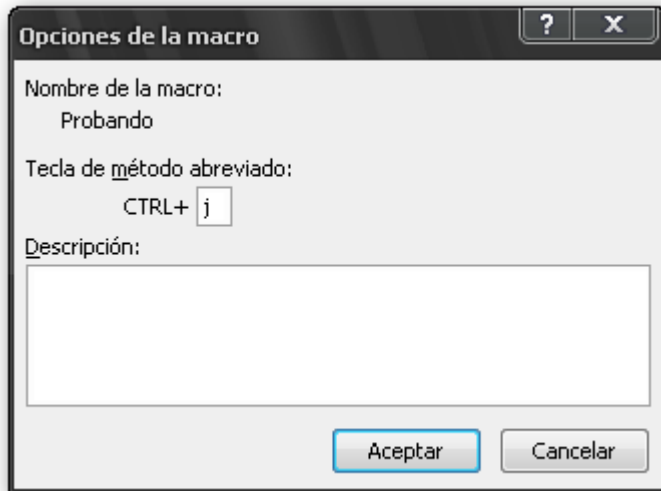 Opciones de la macro
?
X
Nombre de la macro:
Probando
Tecla de método abreviado:
CTRL+ j
Descripción:
Aceptar
Cancelar